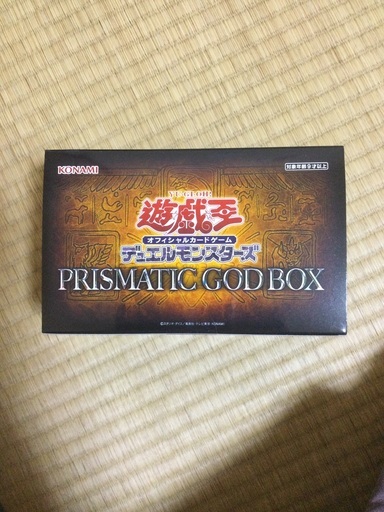 KONAMI
対象年齢9才以上
YU-GI-OH!
遊戯王
オフィシャルカードゲーム
デュエルモンスターズ
PRISMATIC GOD BOX